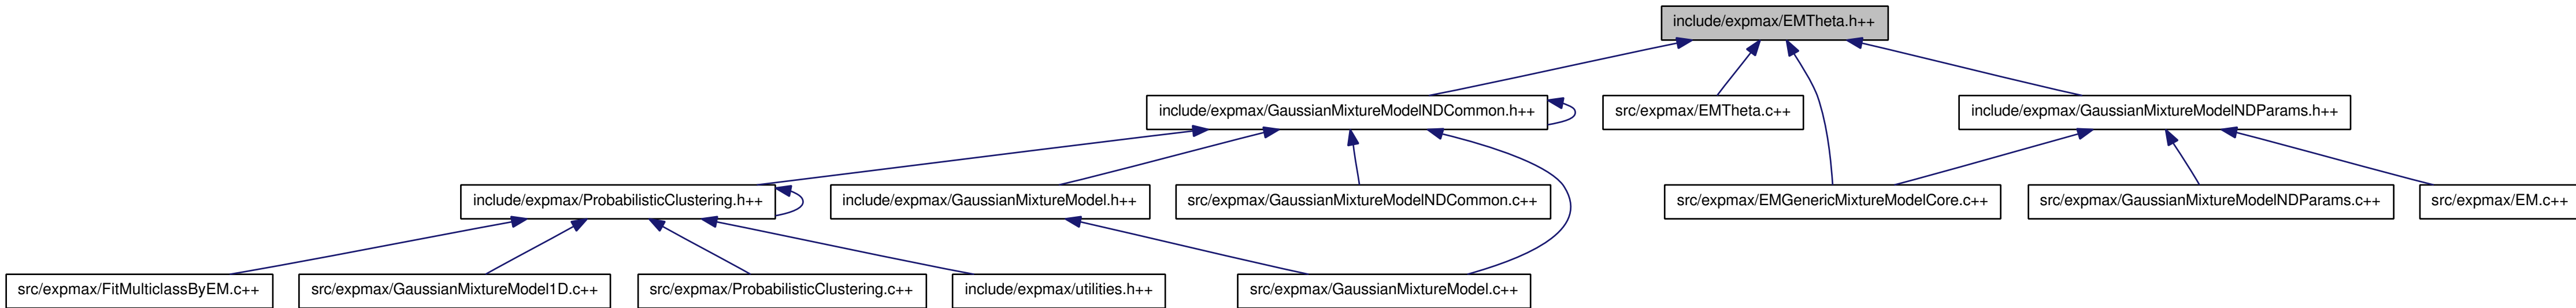 include/expmax/EMTheta.h++
include/expmax/GaussianMixtureModelNDCommon.h++
src/expmax/EMTheta.c++
include/expmax/GaussianMixtureModelNDParams.h++
include/expmax/ProbabilisticClustering.h++
include/expmax/GaussianMixtureModel.h++
src/expmax/GaussianMixtureModelNDCommon.c++
src/expmax/EMGenericMixtureModelCore.c++
src/expmax/GaussianMixtureModelNDParams.c++
src/expmax/EM.c++
src/expmax/FitMulticlassByEM.c++
src/expmax/GaussianMixtureModel1D.c++
src/expmax/ProbabilisticClustering.c++
include/expmax/utilities.h++
src/expmax/GaussianMixtureModel.c++